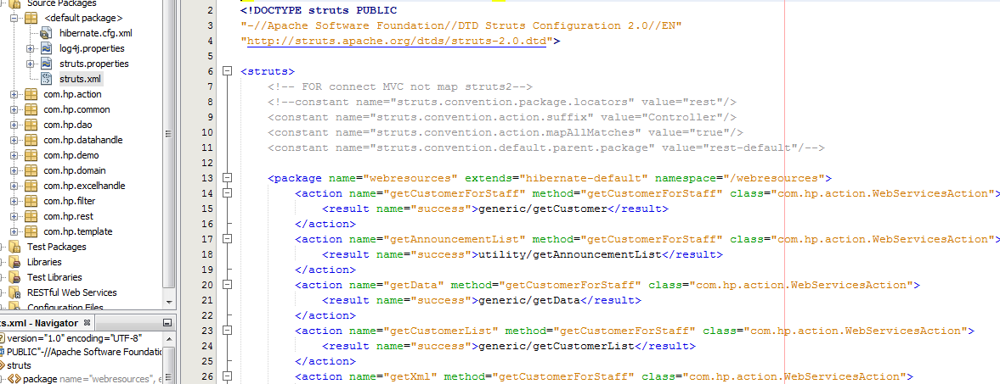 Source Packages
<default package>
hibernate.cfg.xml
log4j.properties
struts.properties
struts.xml
com.hp.action
com.hp.common
com.hp.dao
com.hp.datahandle
com.hp.demo
com.hp.domain
com.hp.excelhandle
com.hp.filter
com.hp.rest
com.hp.template
Test Packages
Libraries
Test Libraries
RESTful Web Services
Configuration Files
ts.xml - Navigator
version="1.0" encoding="UTF-8"
PUBLIC"-//Apache Software Foundatic
struts
package name="webresources", e
2 <!DOCTYPE struts PUBLIC
3 "-//Apache Software Foundation//DTD Struts Configuration 2.0//EN"
4 "http://struts.apache.org/dtds/struts-2.0.dtd">
5
6 <struts>
7 <!-- FOR connect MVC not map struts2-->
8 <!--constant name="struts.convention.package.locators" value="rest"/>
9 <constant name="struts.convention.action.suffix" value="Controller"/>
10 <constant name="struts.convention.action.mapAllMatches" value="true"/>
11 <constant name="struts.convention.default.parent.package" value="rest-default"/-->
12
13 <package name="webresources" extends="hibernate-default" namespace="/webresources">
14 <action name="getCustomerForStaff" method="getCustomerForStaff" class="com.hp.action.WebServicesAction">
15 <result name="success">generic/getCustomer</result>
16 </action>
17 <action name="getAnnouncementList" method="getCustomerForStaff" class="com.hp.action.WebServicesAction">
18 <result name="success">utility/getAnnouncementList</result>
19 </action>
20 <action name="getData" method="getCustomerForStaff" class="com.hp.action.WebServicesAction">
21 <result name="success">generic/getData</result>
22 </action>
23 <action name="getCustomerList" method="getCustomerForStaff" class="com.hp.action.WebServicesAction">
24 <result name="success">generic/getCustomerList</result>
25 </action>
26 <action name="getXml" method="getCustomerForStaff" class="com.hp.action.WebServicesAction">